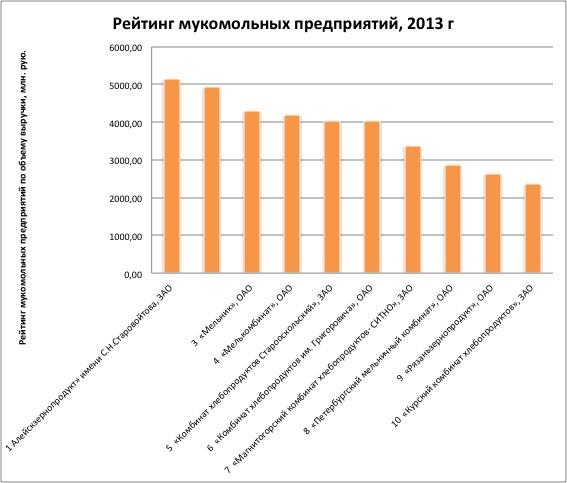 Рейтинг мукомольных предприятий, 2013 г
Рейтинг мукомольных предприятий по объему выручки, млн. рую.
6000,00
5000,00
4000,00
3000,00
2000,00
1000,00
0,00
1 Алейскзернопродукт» имени С.Н.Старовойтова, ЗАО
3 «Мельник», ОАО
4 «Мелькомбинат», ОАО
5 «Комбинат хлебопродуктов Старооскольский», ЗАО
6 «Комбинат хлебопродуктов им. Григоровича», ОАО
7 «Магнитогорский комбинат хлебопродуктов- СИТНО», ЗАО
8 «Петербургский мельничный комбинат», ОАО
9 «Рязаньзернопродукт», ОАО
10 «Курский комбинат хлебопродуктов», ЗАО